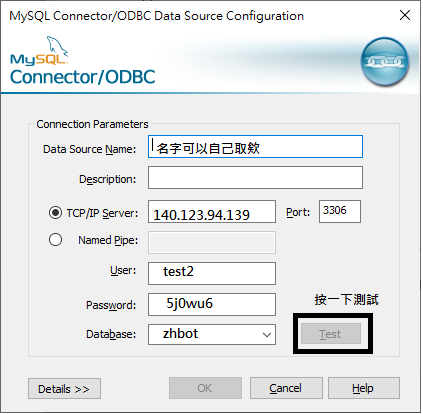 MySQL Connector/ODBC Data Source Configuration
MySQL
Connector/ODBC
Connection Parameters
Data Source Name: 名字可以自己取欸
Description:
TCP/IP Server: 140.123.94.139 Port: 3306
Named Pipe:
User: test2
Password: 5j0wu6 按一下測試
Database: zhbot Test
Details >> OK Cancel Help